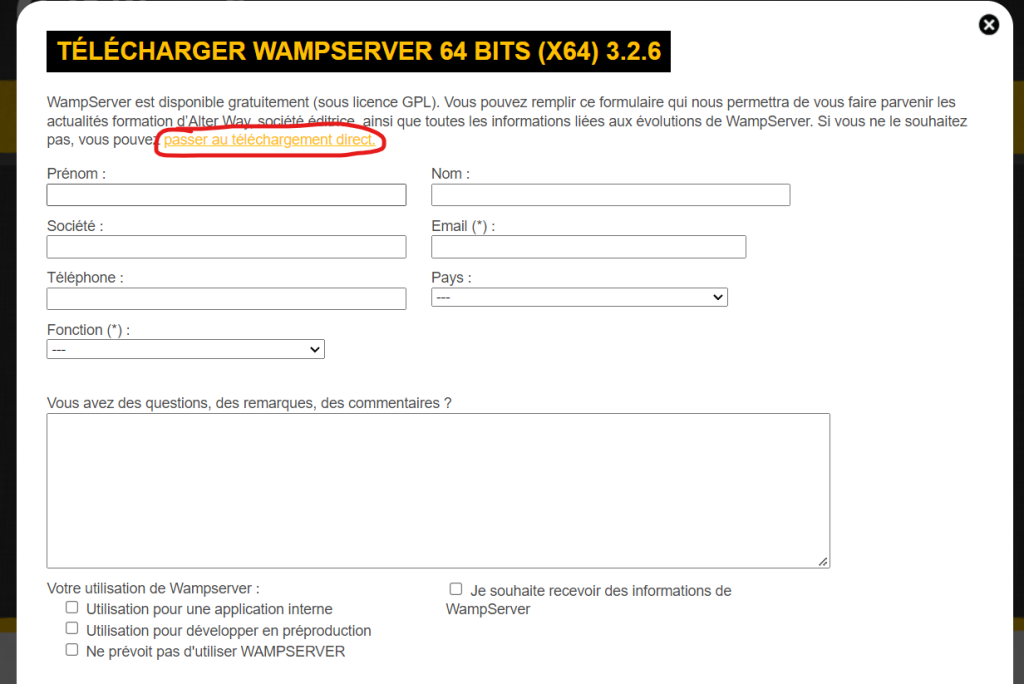 TÉLÉCHARGER WAMPSERVER 64 BITS (X64) 3.2.6
WampServer est disponible gratuitement (sous licence GPL). Vous pouvez remplir ce formulaire qui nous permettra de vous faire parvenir les
actualités formation d'Alter Way, société éditrice, ainsi que toutes les informations liées aux évolutions de WampServer. Si vous ne le souhaitez
pas, vous pouvez passer au téléchargement direct.
Prénom :
Nom :
Société :
Email (*) :
Téléphone :
Pays :
---
Fonction (*) :
---
Vous avez des questions, des remarques, des commentaires ?
Votre utilisation de Wampserver :
Utilisation pour une application interne
Utilisation pour développer en préproduction
Ne prévoit pas d'utiliser WAMPSERVER
Je souhaite recevoir des informations de
WampServer